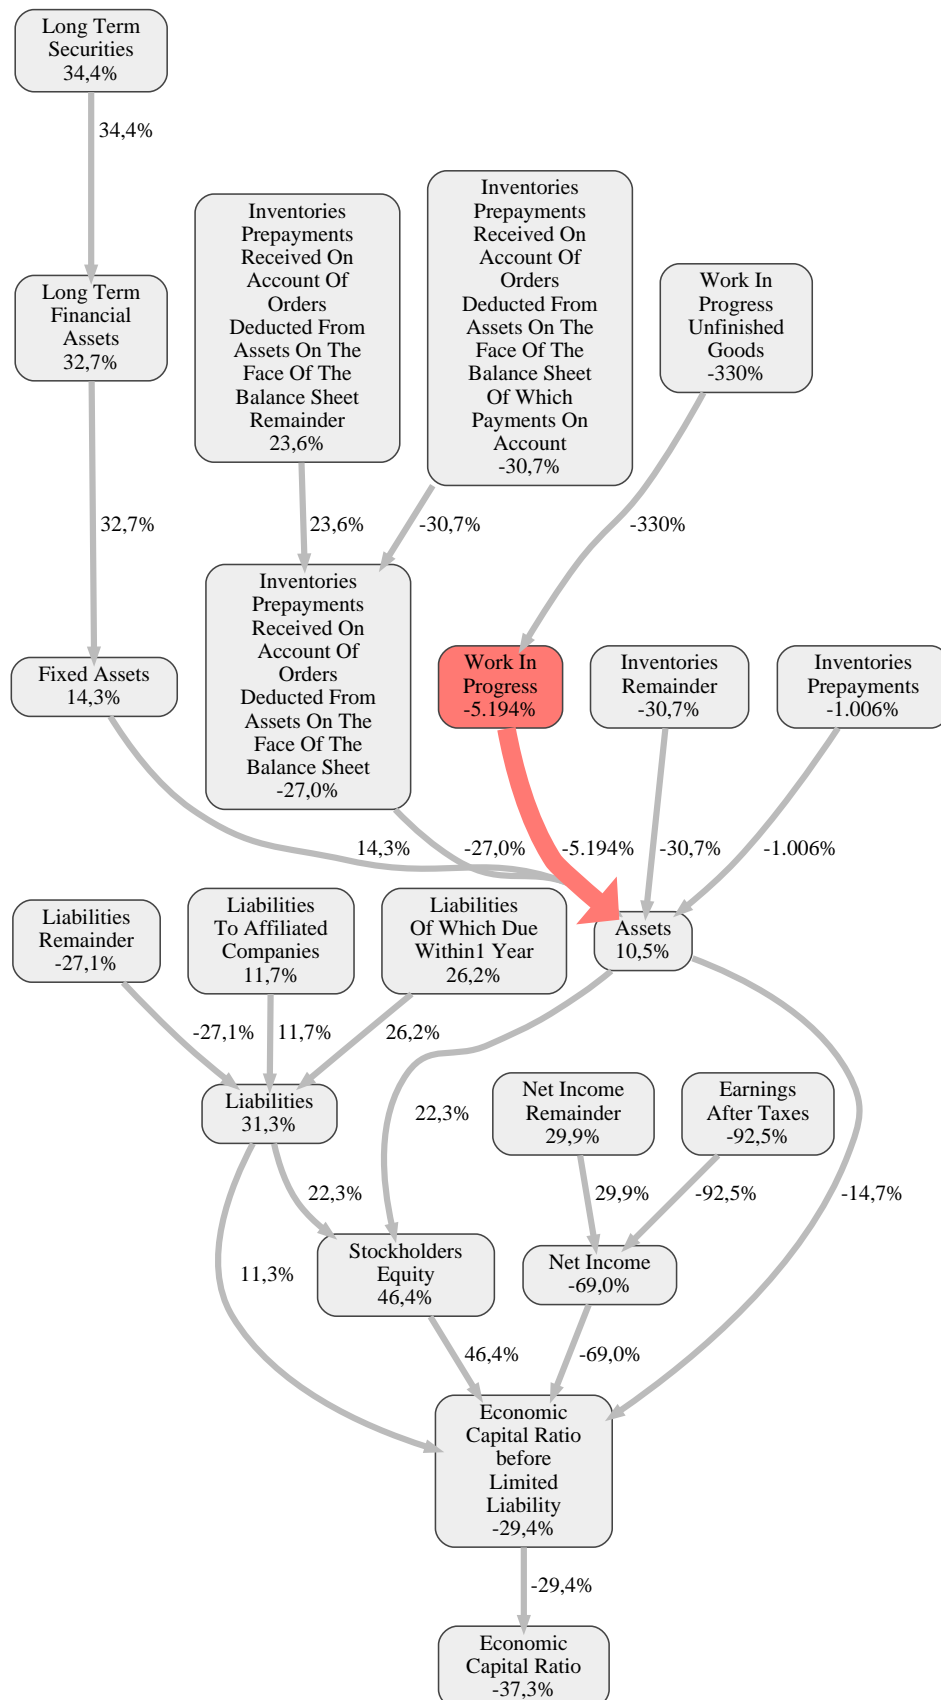 Long Term
Securities
34,4%
34,4%
Inventories
Prepayments
Received On
Account Of
Orders
Deducted From
Assets On The
Face Of The
Balance Sheet
Remainder
23,6%
Inventories
Prepayments
Received On
Account Of
Orders
Deducted From
Assets On The
Face Of The
Balance Sheet
Of Which
Payments On
Account
-30,7%
Work In
Progress
Unfinished
Goods
-330%
Long Term
Financial
Assets
32,7%
32,7%
23,6%
-30,7%
-330%
Fixed Assets
14,3%
Inventories
Prepayments
Received On
Account Of
Orders
Deducted From
Assets On The
Face Of The
Balance Sheet
-27,0%
Work In
Progress
-5.194%
Inventories
Remainder
-30,7%
Inventories
Prepayments
-1.006%
14,3%
-27,0%
-5.194%
-30,7%
-1.006%
Liabilities
Remainder
-27,1%
Liabilities
To Affiliated
Companies
11,7%
Liabilities
Of Which Due
Within1 Year
26,2%
Assets
10,5%
-27,1%
11,7%
26,2%
Liabilities
31,3%
22,3%
Net Income
Remainder
29,9%
Earnings
After Taxes
-92,5%
22,3%
29,9%
-92,5%
-14,7%
11,3%
Stockholders
Equity
46,4%
Net Income
-69,0%
46,4%
-69,0%
Economic
Capital Ratio
before
Limited
Liability
-29,4%
-29,4%
Economic
Capital Ratio
-37,3%